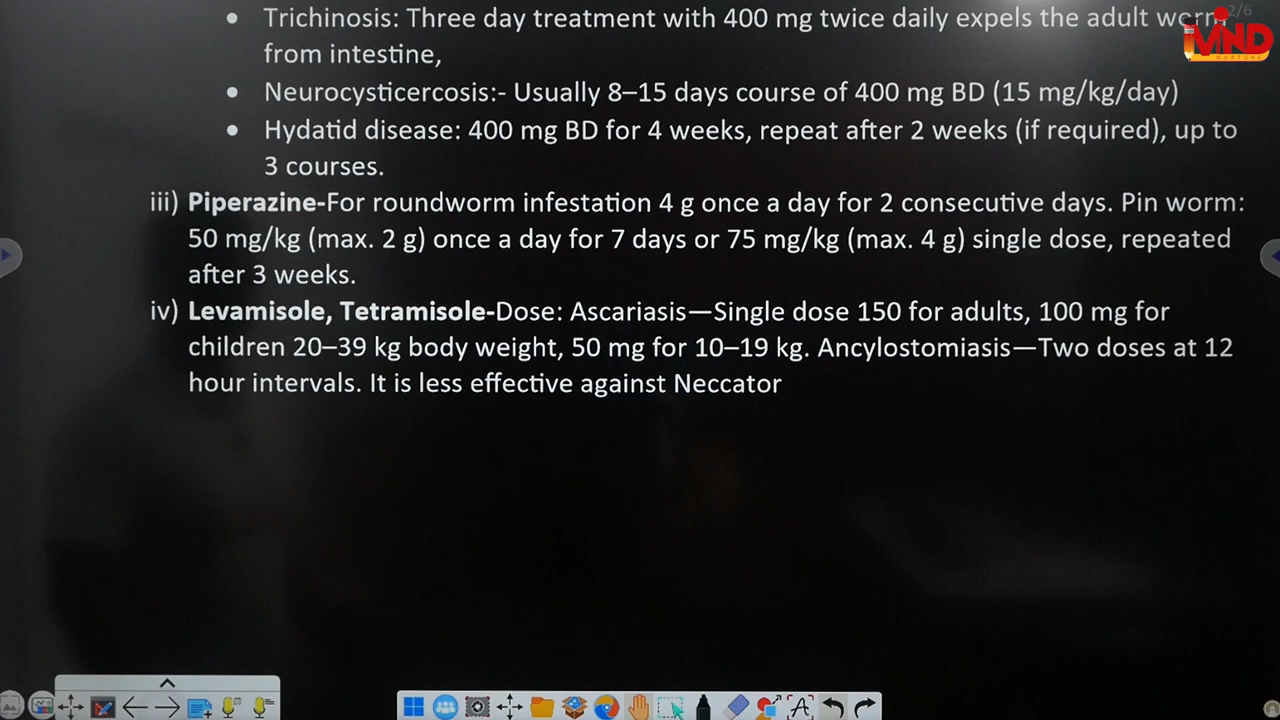 2/6
• Trichinosis: Three day treatment with 400 mg twice daily expels the adult worm
from intestine,
• Neurocysticercosis:- Usually 8–15 days course of 400 mg BD (15 mg/kg/day)
• Hydatid disease: 400 mg BD for 4 weeks, repeat after 2 weeks (if required), up to
3 courses.
iii) Piperazine-For roundworm infestation 4 g once a day for 2 consecutive days. Pin worm:
50 mg/kg (max. 2 g) once a day for 7 days or 75 mg/kg (max. 4 g) single dose, repeated
after 3 weeks.
iv) Levamisole, Tetramisole-Dose: Ascariasis—Single dose 150 for adults, 100 mg for
children 20–39 kg body weight, 50 mg for 10–19 kg. Ancylostomiasis—Two doses at 12
hour intervals. It is less effective against Neccator
MIND
NURTURE